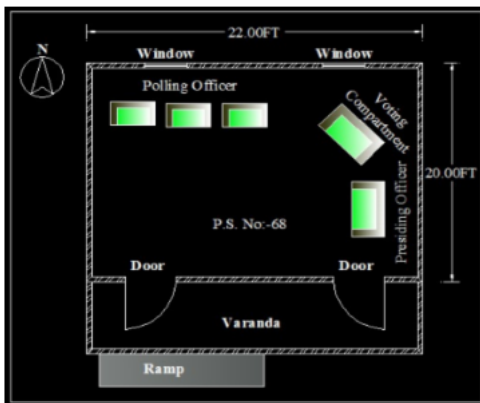 22.00FT
N
Window
Window
Polling Officer
Voting
Compartment
20.00FT
Presiding Officer
P.S. No:-68
Door
Door
Varanda
Ramp